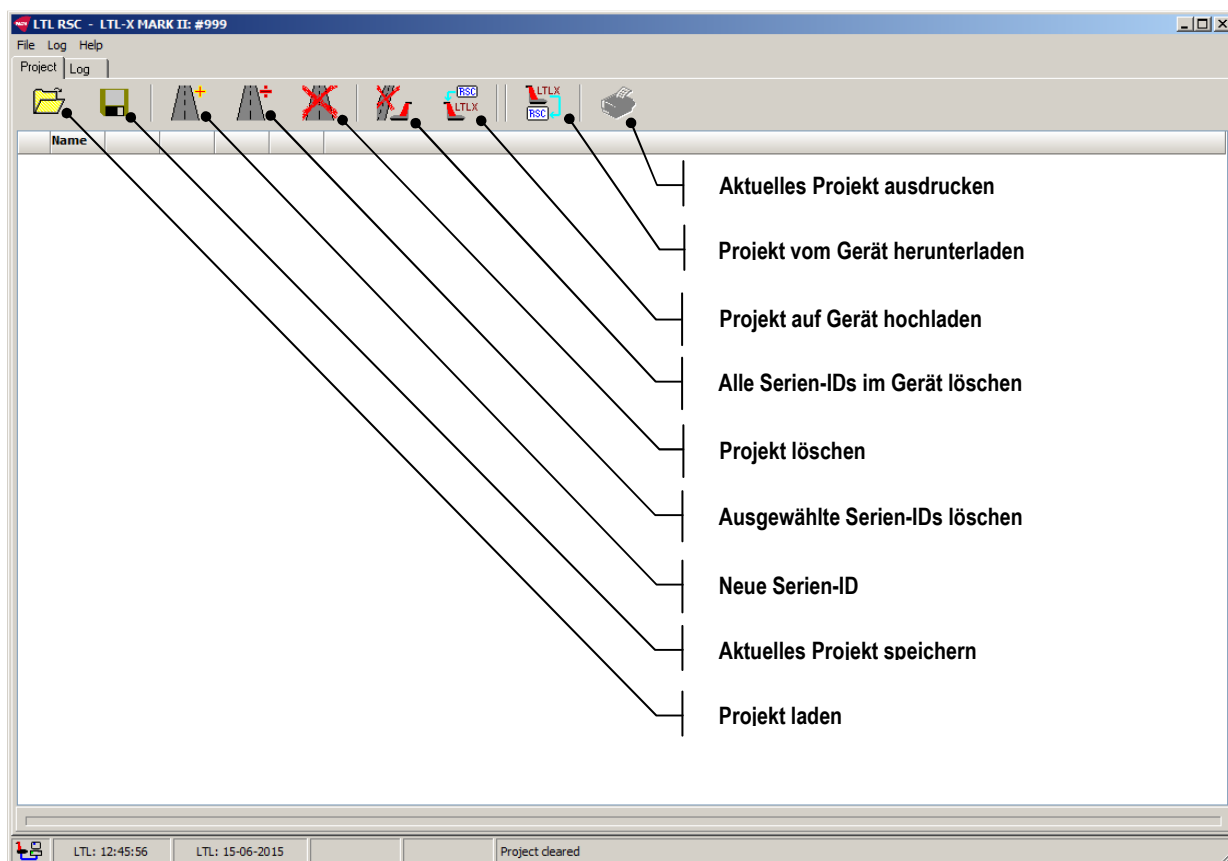 LTL RSC - LTL-X MARK II: #999
File Log Help
Project Log
RSC LTLX LTLX RSC
Name
Aktuelles Projekt ausdrucken
Projekt vom Gerät herunterladen
Projekt auf Gerät hochladen
Alle Serien-IDs im Gerät löschen
Projekt löschen
Ausgewählte Serien-IDs löschen
Neue Serien-ID
Aktuelles Projekt speichern
Projekt laden
LTL: 12:45:56 LTL: 15-06-2015 Project cleared